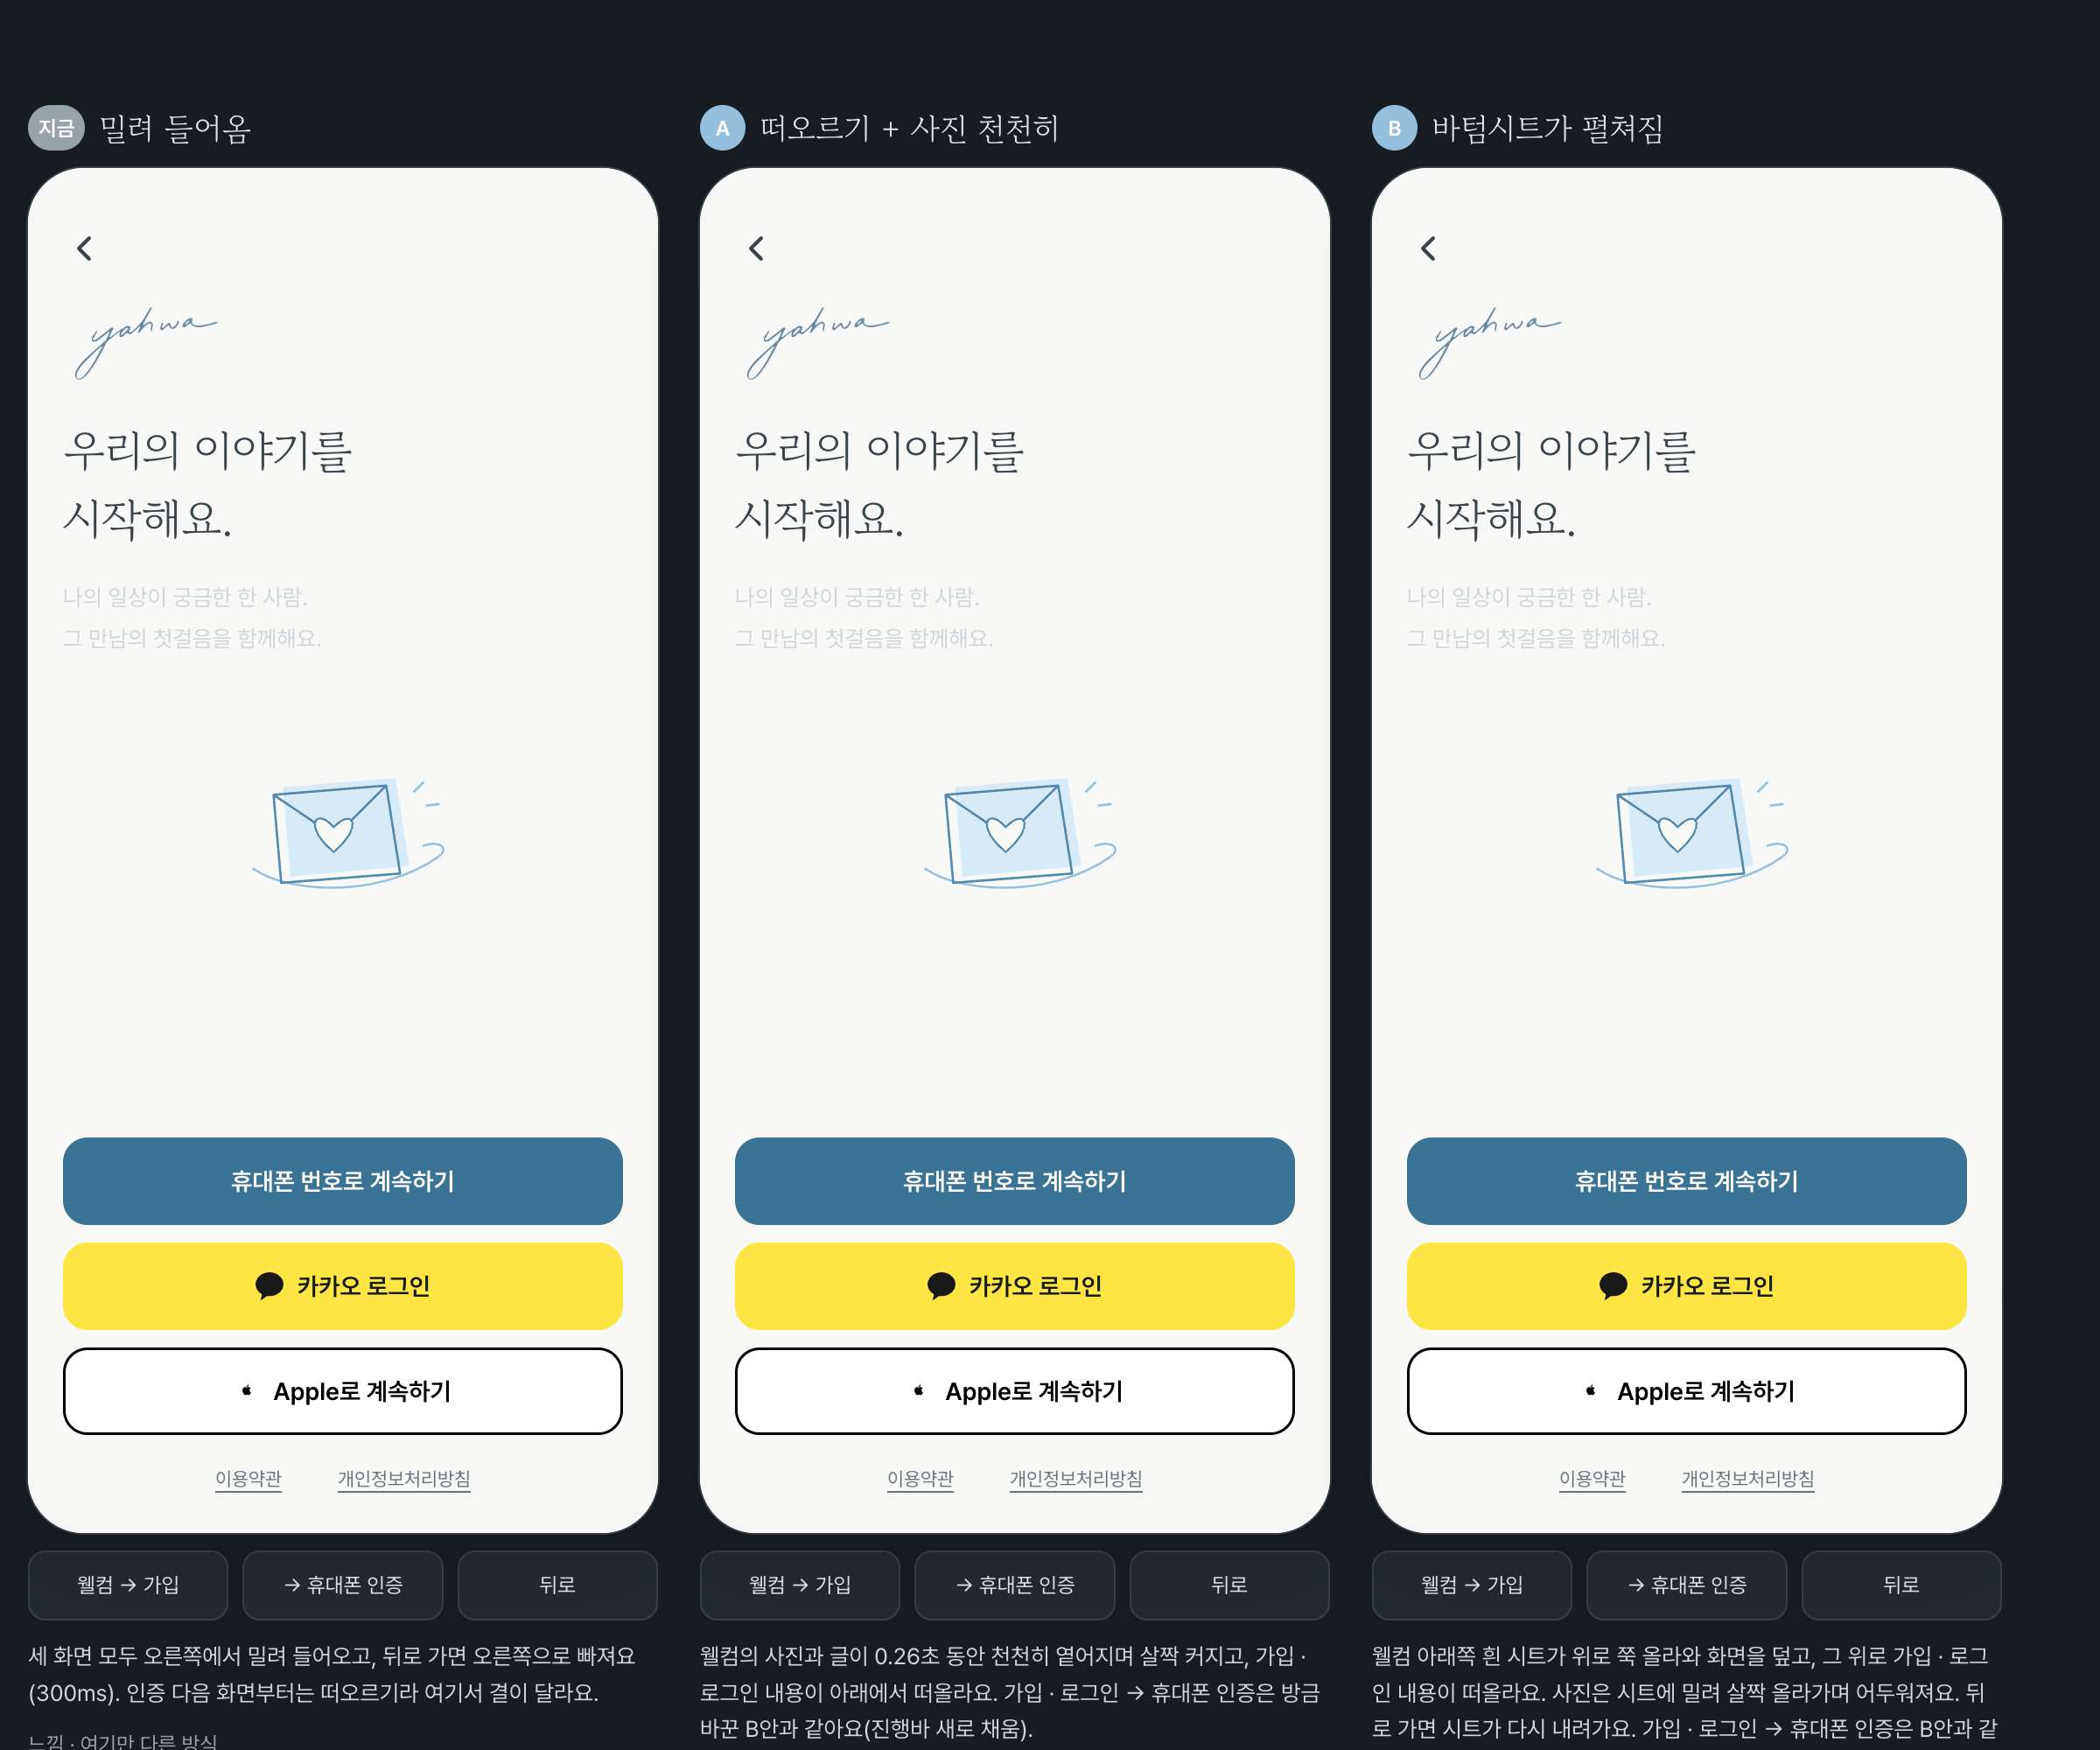 지금 밀려 들어옴
yahwa
우리의 이야기를
시작해요.
나의 일상이 궁금한 한 사람.
그 만남의 첫걸음을 함께해요.
휴대폰 번호로 계속하기
카카오 로그인
Apple로 계속하기
이용약관 개인정보처리방침
웰컴 → 가입 → 휴대폰 인증 뒤로
세 화면 모두 오른쪽에서 밀려 들어오고, 뒤로 가면 오른쪽으로 빠져요
(300ms). 인증 다음 화면부터는 떠오르기라 여기서 결이 달라요.
느낌 · 여기만 다른 방식
A 떠오르기 + 사진 천천히
yahwa
우리의 이야기를
시작해요.
나의 일상이 궁금한 한 사람.
그 만남의 첫걸음을 함께해요.
휴대폰 번호로 계속하기
카카오 로그인
Apple로 계속하기
이용약관 개인정보처리방침
웰컴 → 가입 → 휴대폰 인증 뒤로
웰컴의 사진과 글이 0.26초 동안 천천히 옅어지며 살짝 커지고, 가입 ·
로그인 내용이 아래에서 떠올라요. 가입 · 로그인 → 휴대폰 인증은 방금
바꾼 B안과 같아요(진행바 새로 채움).
B 바텀시트가 펼쳐짐
yahwa
우리의 이야기를
시작해요.
나의 일상이 궁금한 한 사람.
그 만남의 첫걸음을 함께해요.
휴대폰 번호로 계속하기
카카오 로그인
Apple로 계속하기
이용약관 개인정보처리방침
웰컴 → 가입 → 휴대폰 인증 뒤로
웰컴 아래쪽 흰 시트가 위로 쭉 올라와 화면을 덮고, 그 위로 가입 · 로그
인 내용이 떠올라요. 사진은 시트에 밀려 살짝 올라가며 어두워져요. 뒤
로 가면 시트가 다시 내려가요. 가입 · 로그인 → 휴대폰 인증은 B안과 같